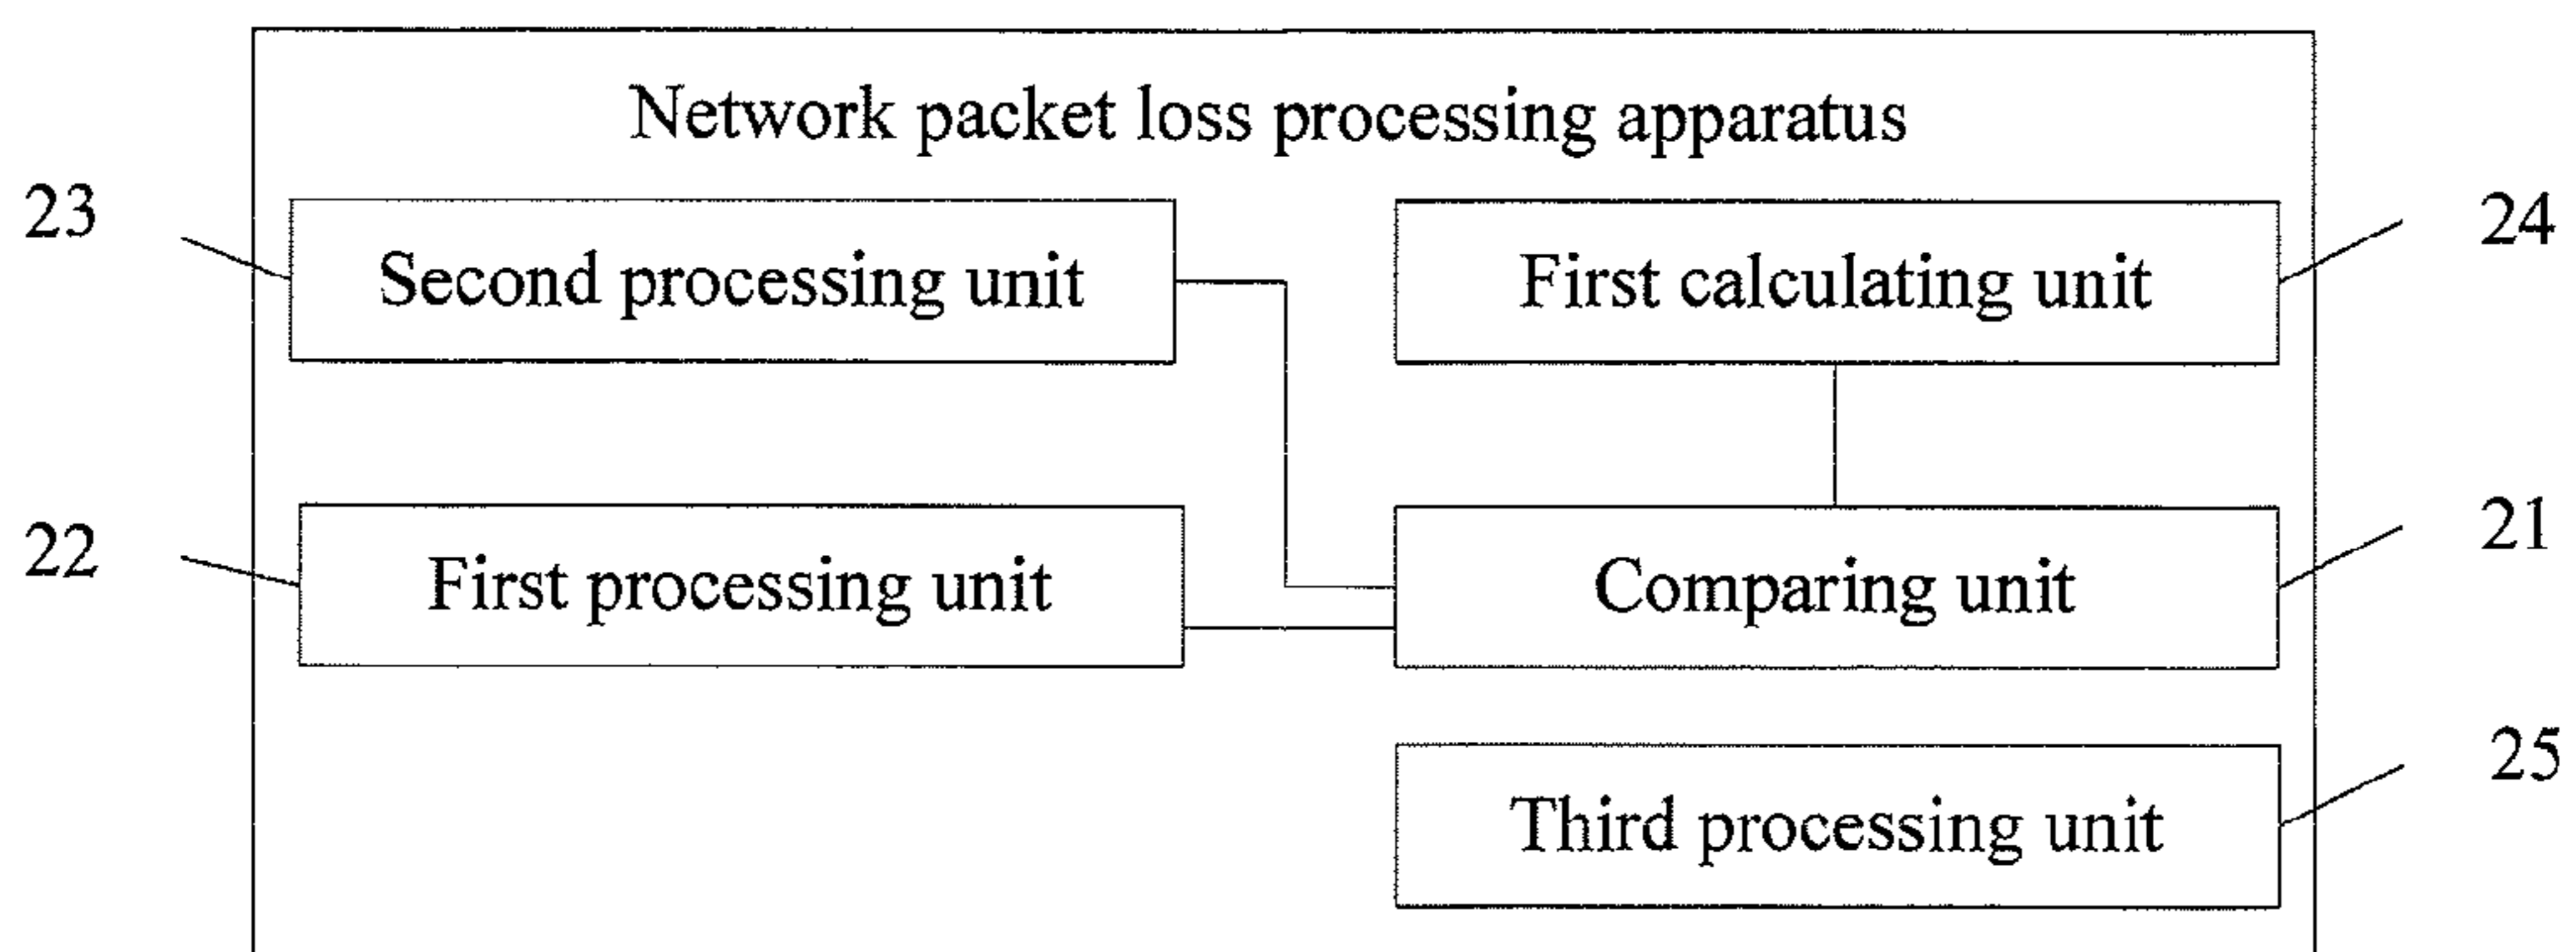 Network packet loss processing apparatus
23
Second processing unit
First calculating unit
24
22
First processing unit
Comparing unit
21
Third processing unit
25